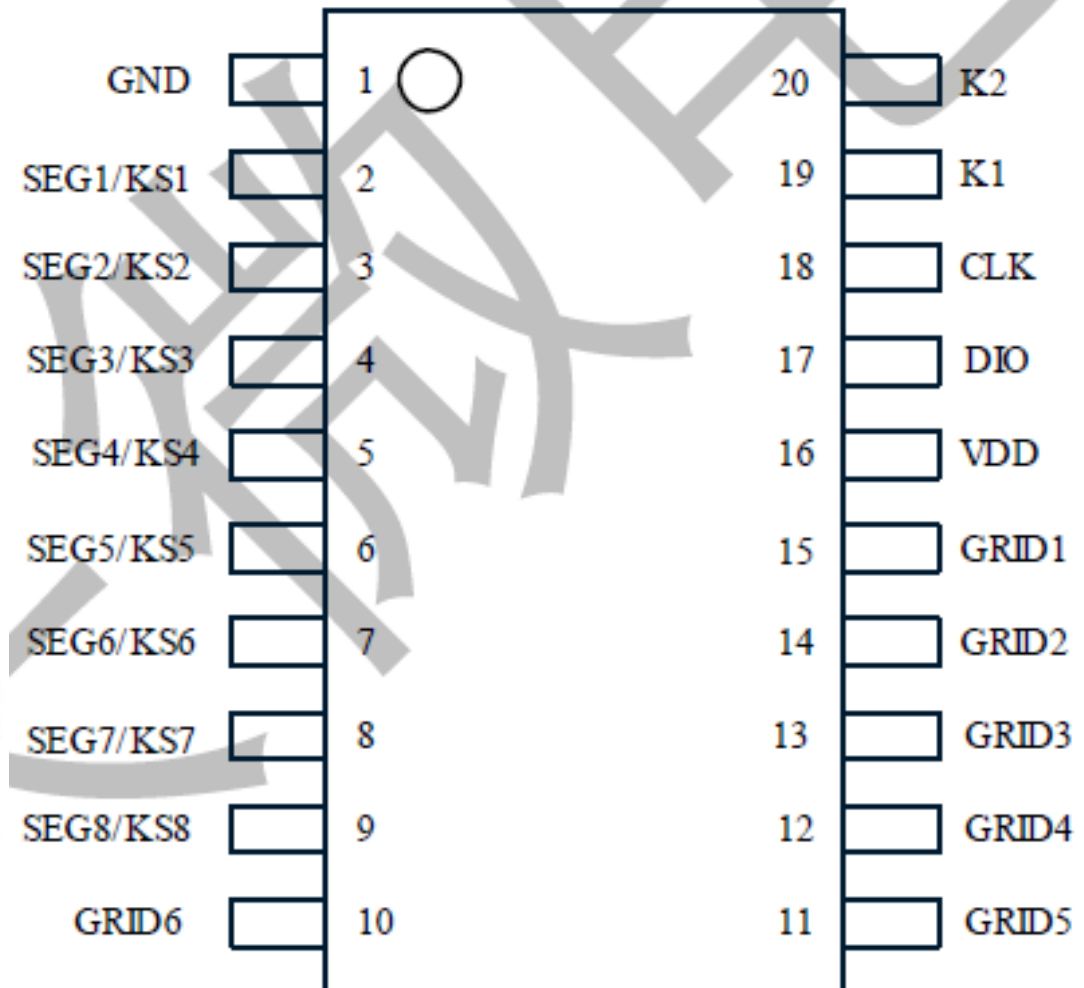 GND 1 20 K2
SEG1/KS1 2 19 K1
SEG2/KS2 3 18 CLK
SEG3/KS3 4 17 DIO
SEG4/KS4 5 16 VDD
SEG5/KS5 6 15 GRID1
SEG6/KS6 7 14 GRID2
SEG7/KS7 8 13 GRID3
SEG8/KS8 9 12 GRID4
GRID6 10 11 GRID5